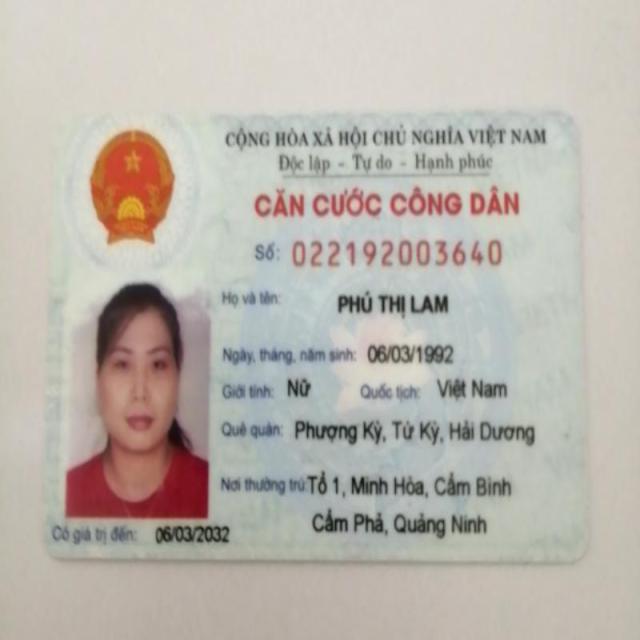 CỘNG HÒA XÃ HỘI CHỦ NGHĨA VIỆT NAM
Độc lập - Tự do - Hạnh phúc
CĂN CƯỚC CÔNG DÂN
Số: 022192003640
Họ và tên: PHÚ THỊ LAM
Ngày, tháng, năm sinh: 06/03/1992
Giới tính: Nữ Quốc tịch: Việt Nam
Quê quán: Phượng Kỳ, Tứ Kỳ, Hải Dương
Nơi thường trú: Tổ 1, Minh Hòa, Cẩm Bình
Cẩm Phả, Quảng Ninh
Có giá trị đến: 06/03/2032